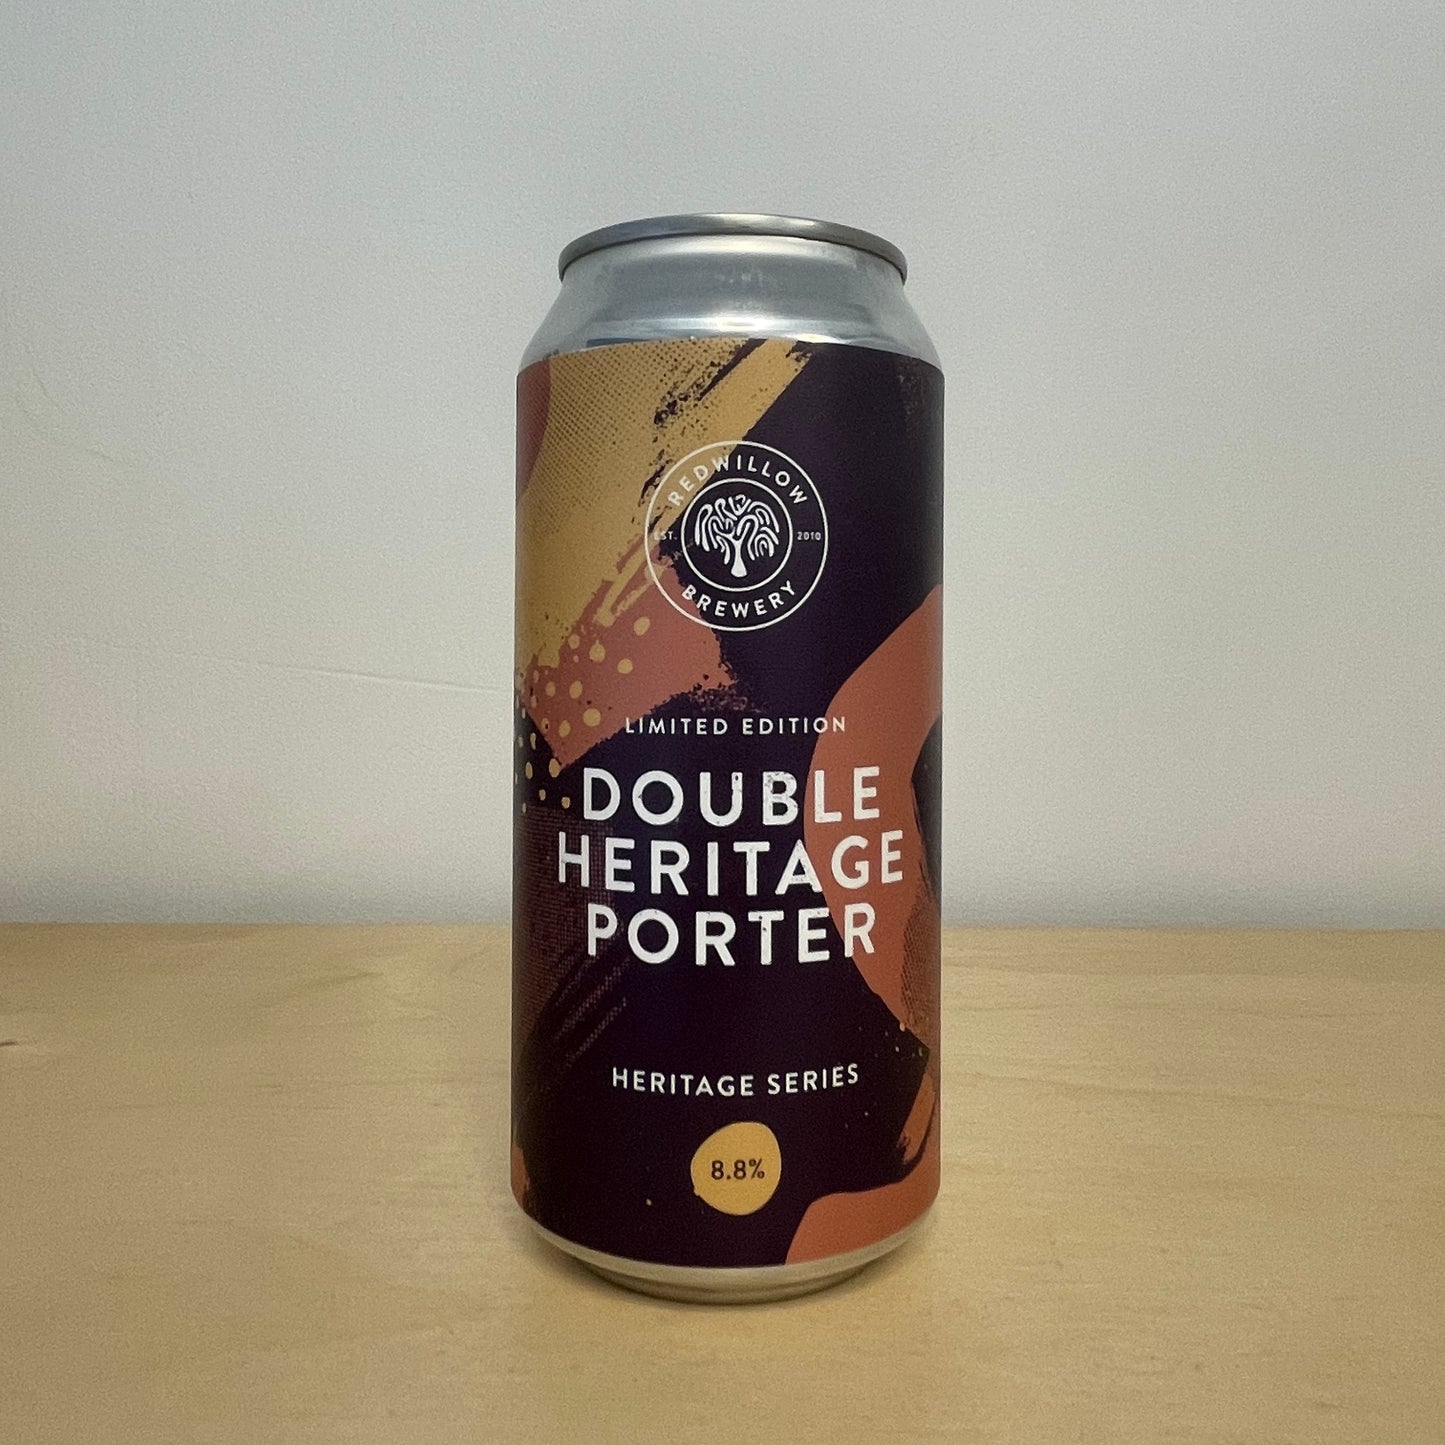 REDWILLOW
EST. 2010
BREWERY
LIMITED EDITION
DOUBLE
HERITAGE
PORTER
HERITAGE SERIES
8.8%